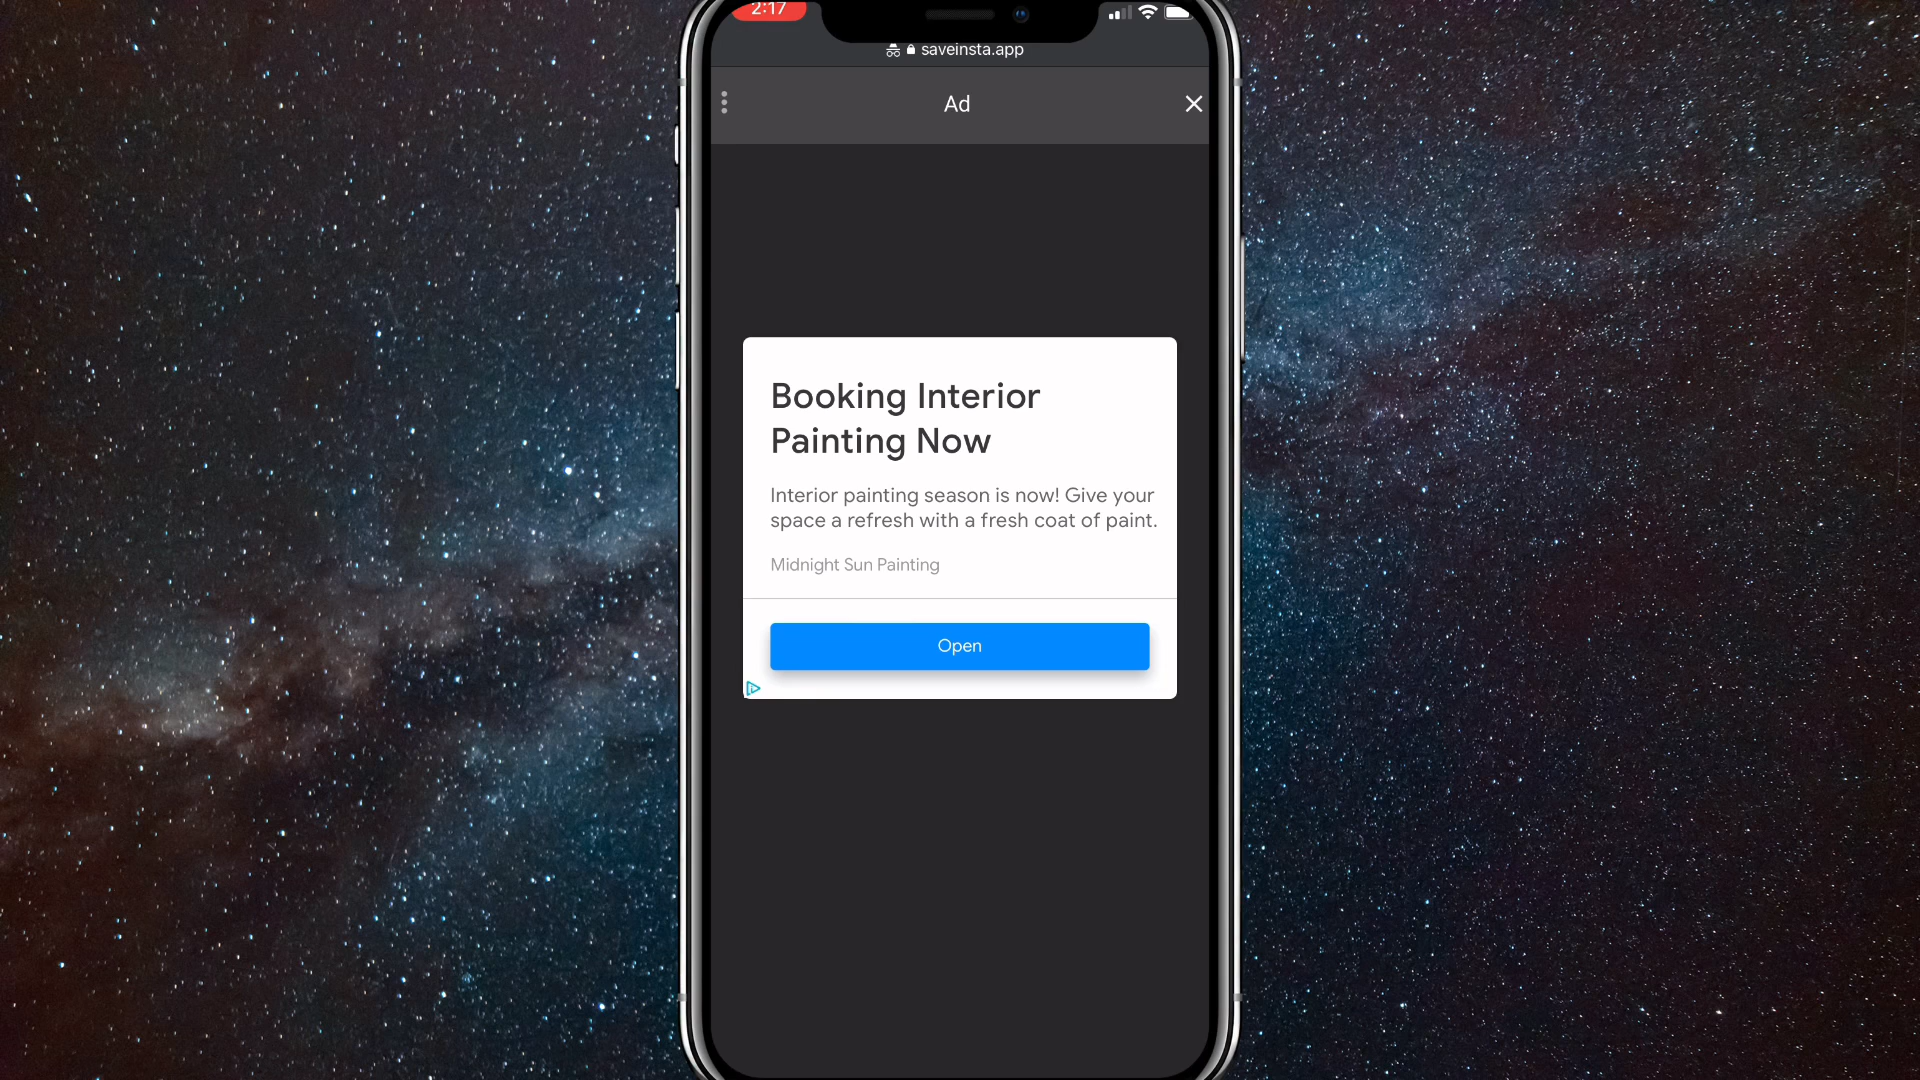 2:17
saveinsta.app
Ad
Booking Interior
Painting Now
Interior painting season is now! Give your
space a refresh with a fresh coat of paint.
Midnight Sun Painting
Open